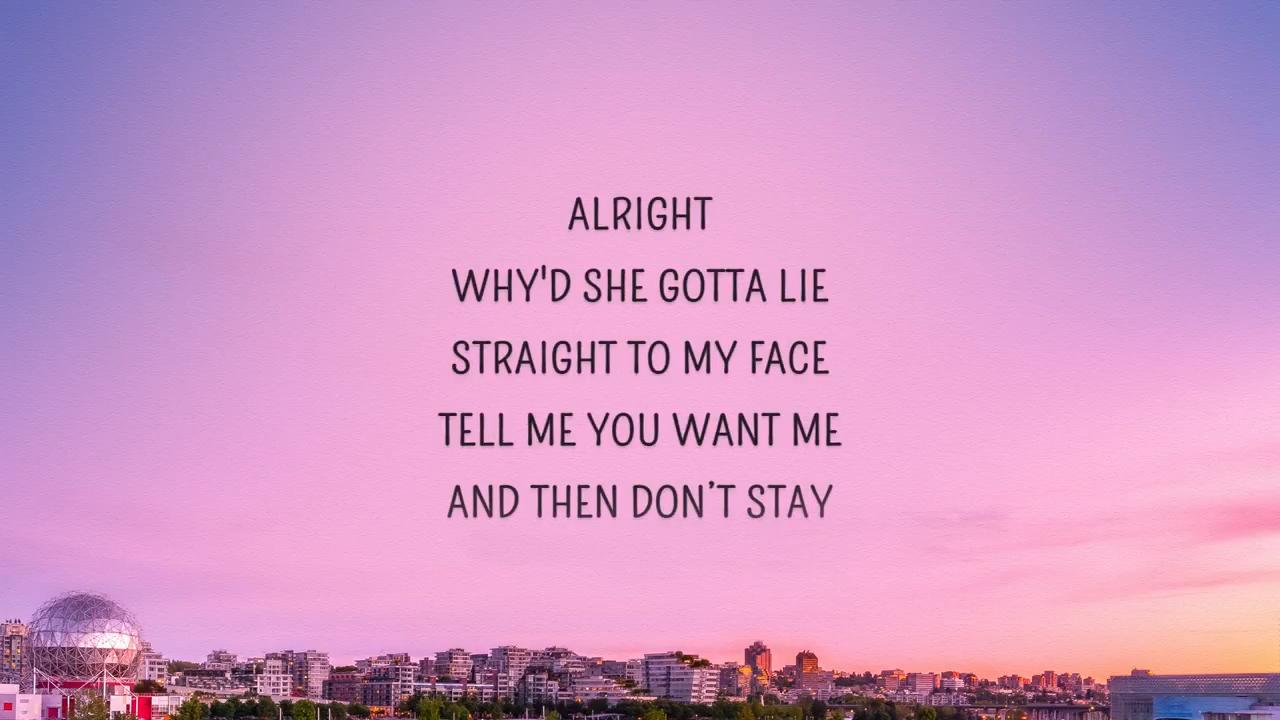 ALRIGHT
WHY'D SHE GOTTA LIE
STRAIGHT TO MY FACE
TELL ME YOU WANT ME
AND THEN DON’T STAY